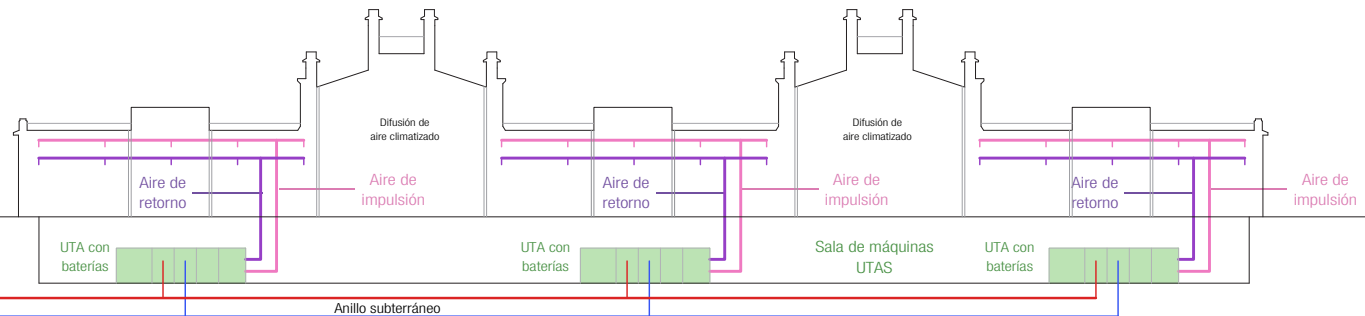 Difusión de
aire climatizado
Difusión de
aire climatizado
Aire de
retorno
Aire de
impulsión
Aire de
retorno
Aire de
impulsión
Aire de
retorno
Aire de
impulsión
UTA con
baterías
UTA con
baterías
Sala de máquinas
UTAS
UTA con
baterías
Anillo subterráneo